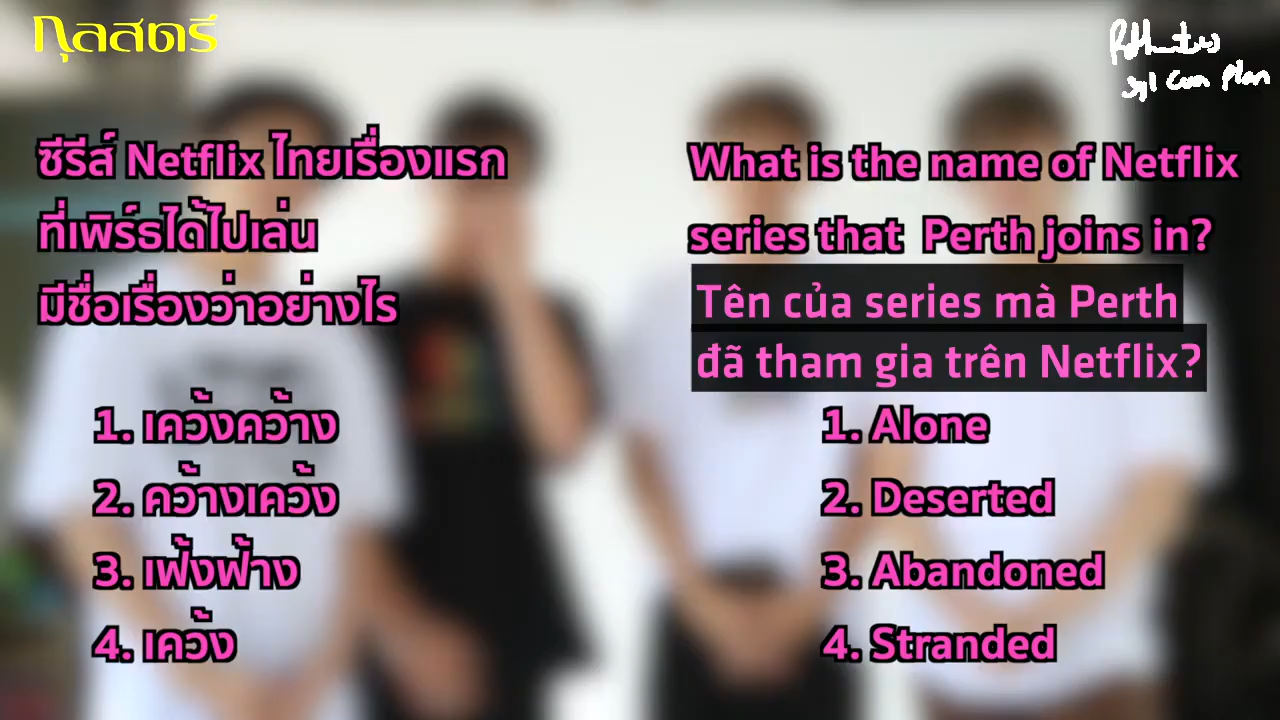 กุลสตรี
ซีรีส์ Netflix ไทยเรื่องแรก
ที่เพิร์ธได้ไปเล่น
มีชื่อเรื่องว่าอย่างไร
1. เคว้งคว้าง
2. คว้างเคว้ง
3. เฟ้งฟ้าง
4. เคว้ง
What is the name of Netflix
series that Perth joins in?
Tên của series mà Perth
đã tham gia trên Netflix?
1. Alone
2. Deserted
3. Abandoned
4. Stranded